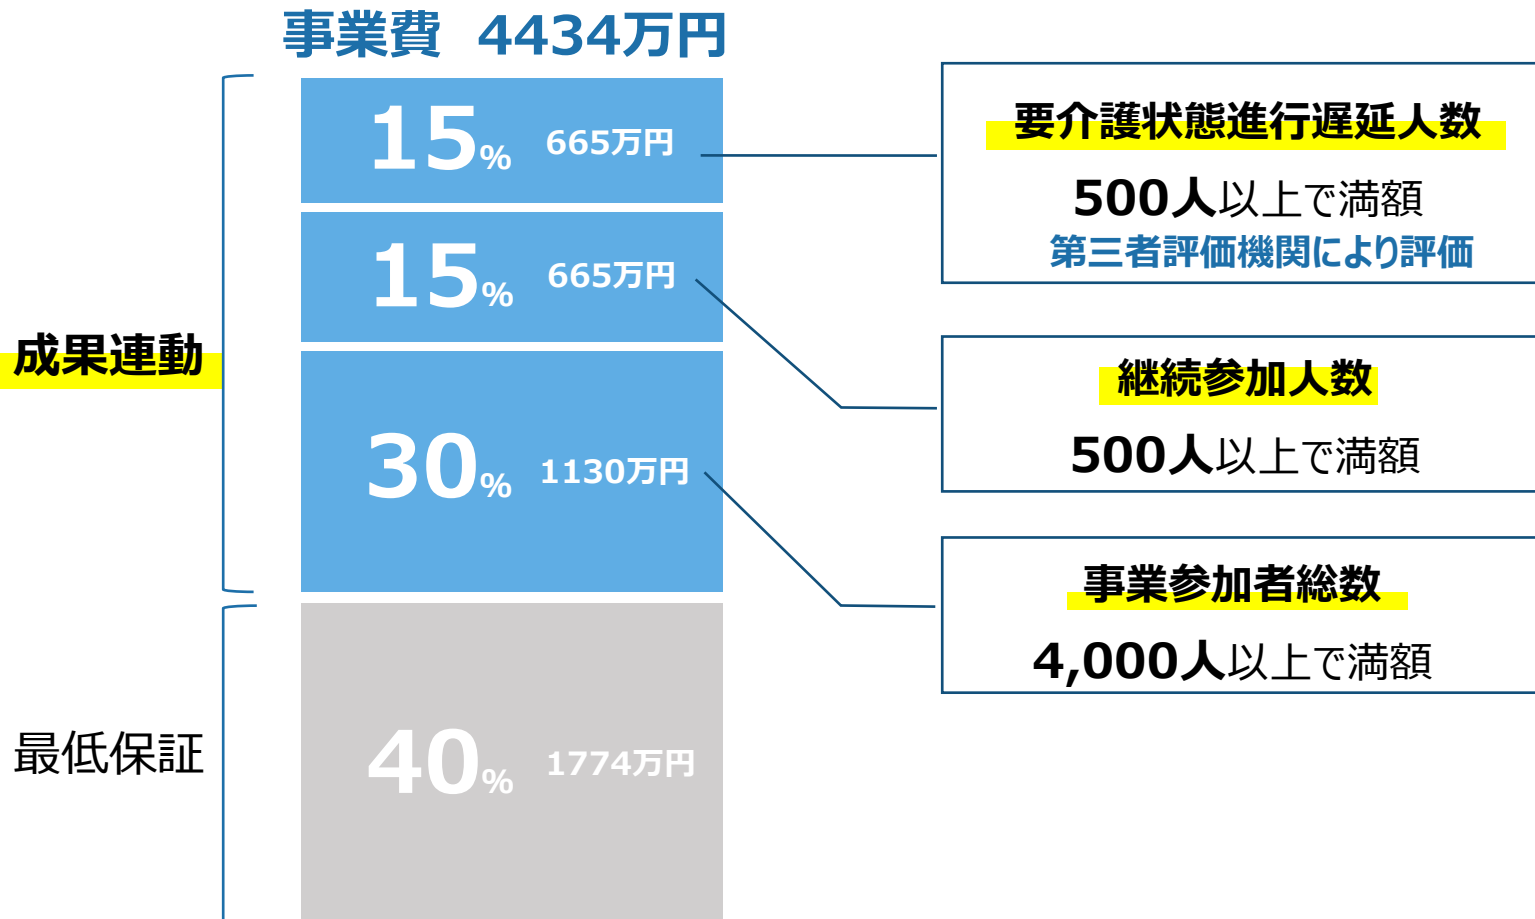 事業費 4434万円
成果連動
15% 665万円
15% 665万円
30% 1130万円
最低保証
40% 1774万円
要介護状態進行遅延人数
500人以上で満額
第三者評価機関により評価
継続参加人数
500人以上で満額
事業参加者総数
4,000人以上で満額